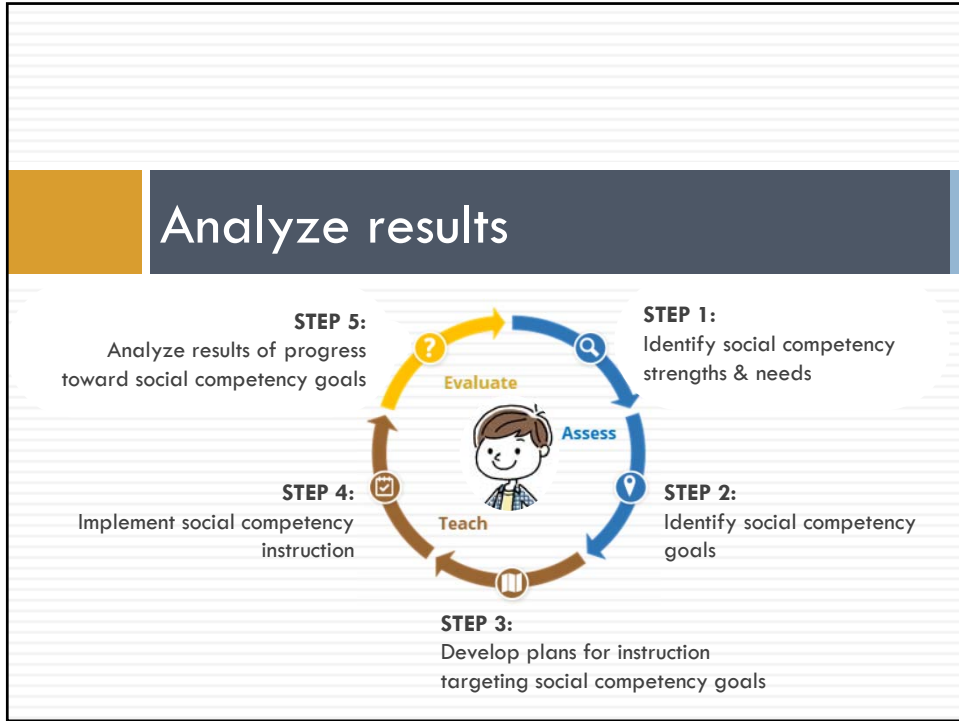 Analyze results
STEP 1:
Identify social competency
strengths & needs
STEP 2:
Identify social competency
goals
STEP 3:
Develop plans for instruction
targeting social competency goals
STEP 4:
Implement social competency
instruction
STEP 5:
Analyze results of progress
toward social competency goals
?
Evaluate
Assess
Teach